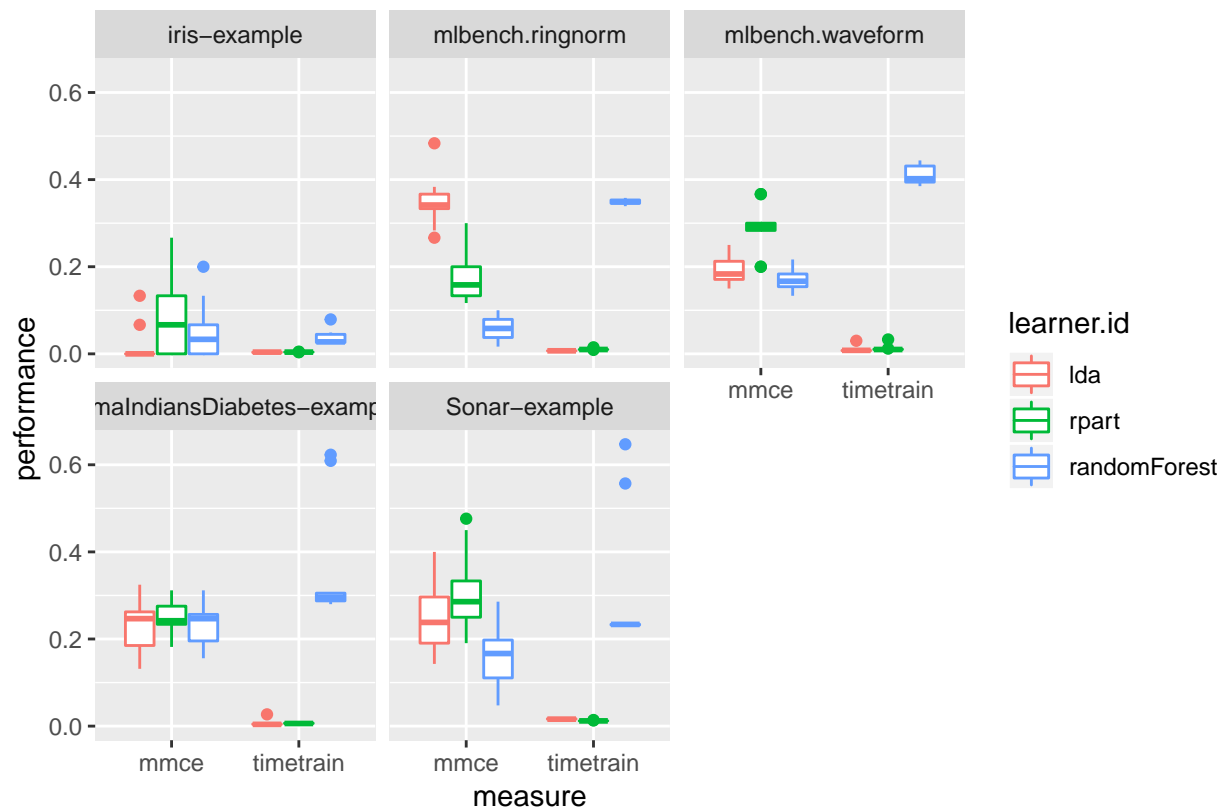 iris−example
mlbench.ringnorm
mlbench.waveform
0.6
0.4
0.2
0.0
mmce
timetrain
maIndiansDiabetes−examp
Sonar−example
0.6
0.4
0.2
0.0
mmce
timetrain
mmce
timetrain
measure
performance
learner.id
lda
rpart
randomForest